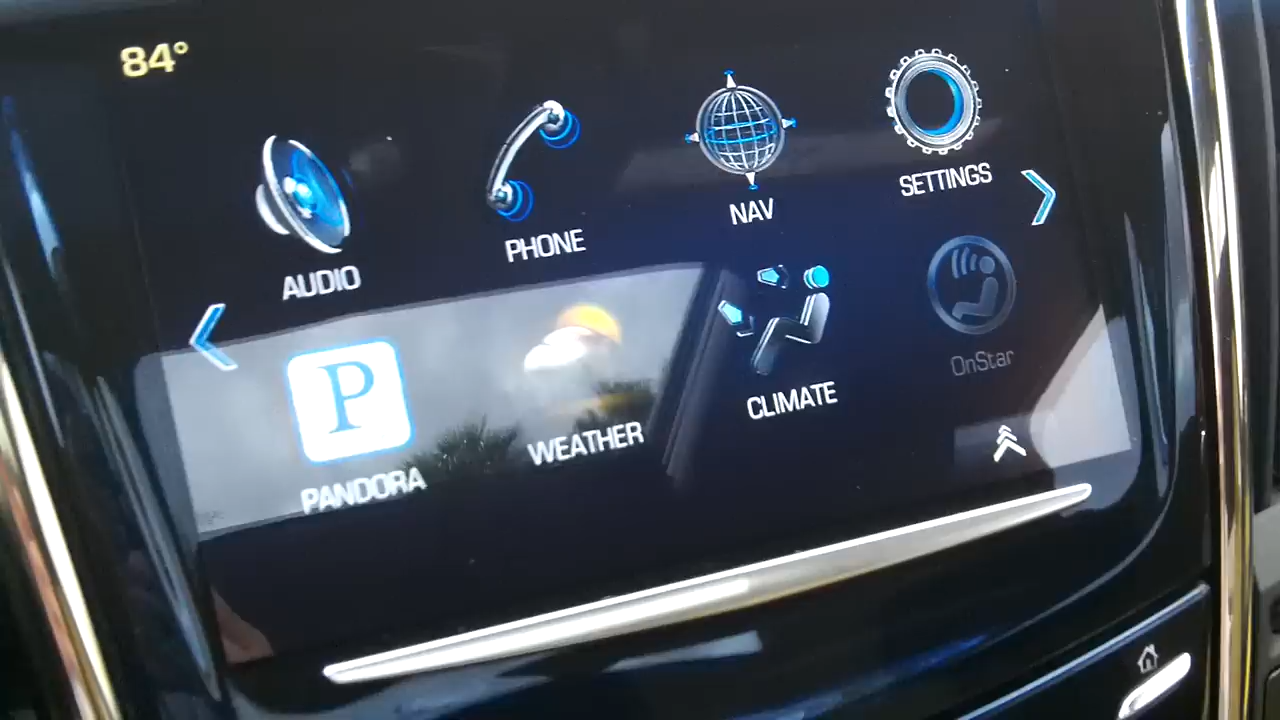 84°
AUDIO
PHONE
NAV
SETTINGS
P
PANDORA
WEATHER
CLIMATE
OnStar